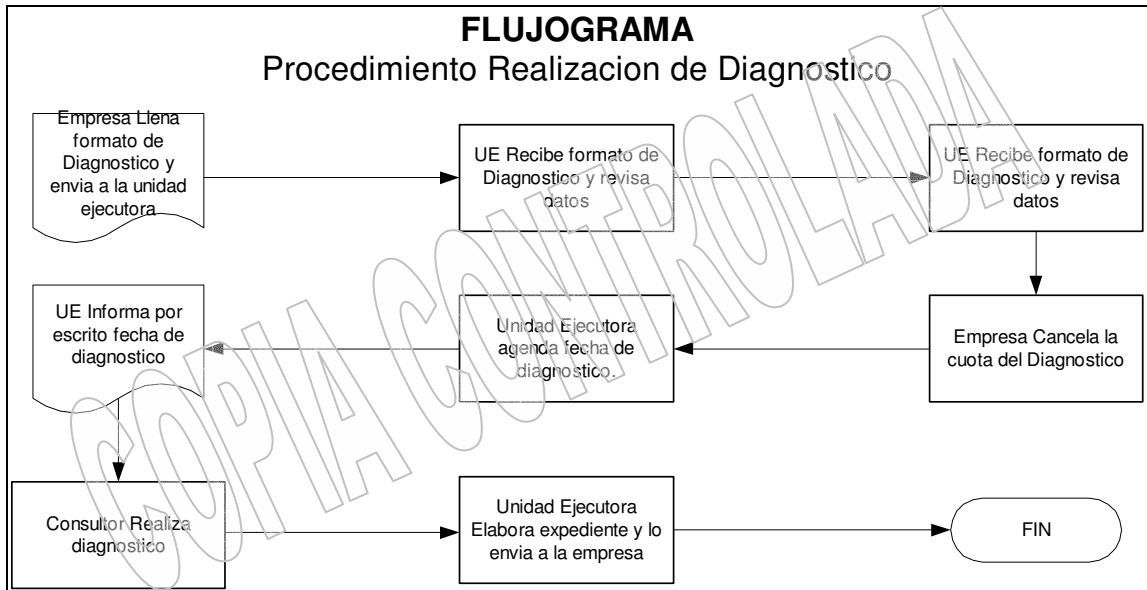 FLUJOGRAMA
Procedimiento Realizacion de Diagnostico
Empresa Llena
formato de
Diagnostico y
envia a la unidad
ejecutora
UE Recibe formato de
Diagnostico y revisa
datos
UE Recibe formato de
Diagnostico y revisa
datos
UE Informa por
escrito fecha de
diagnostico
Unidad Ejecutora
agenda fecha de
diagnostico.
Empresa Cancela la
cuota del Diagnostico
Consultor Realiza
diagnostico
Unidad Ejecutora
Elabora expediente y lo
envia a la empresa
FIN
COPIA CONTROLADA